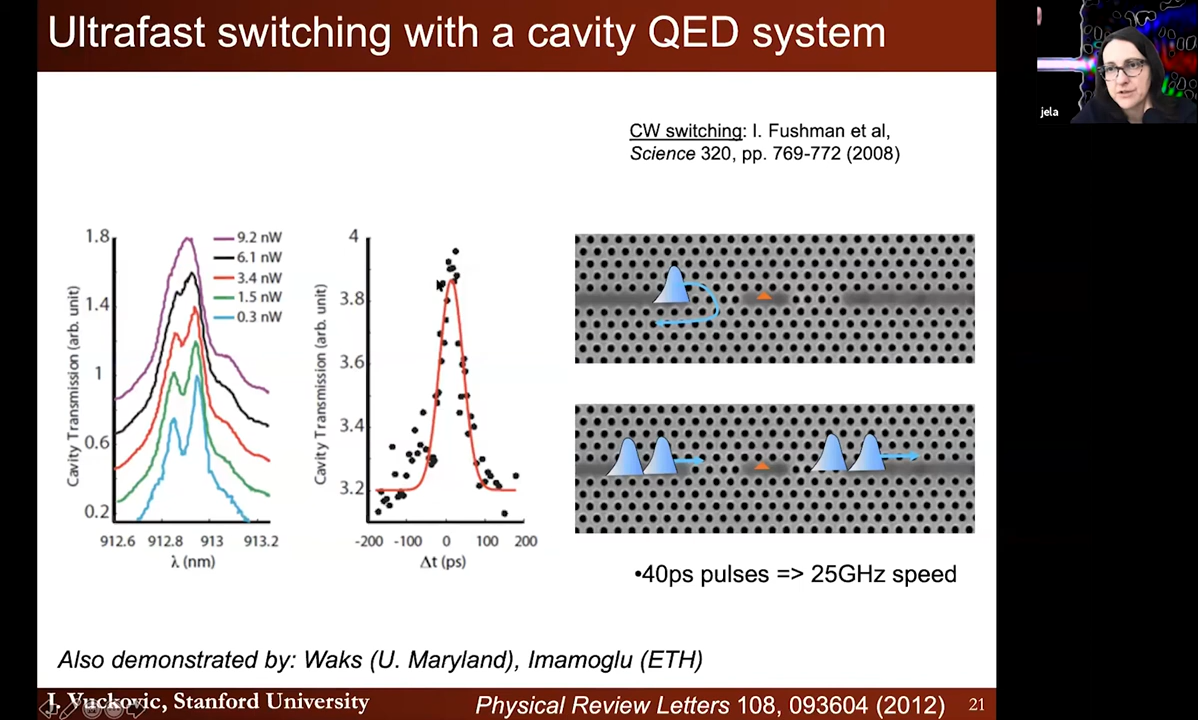 Ultrafast switching with a cavity QED system
jela
CW switching: I. Fushman et al,
Science 320, pp. 769-772 (2008)
1.8
1.4
1
0.6
0.2
Cavity Transmission (arb. unit)
9.2 nW
6.1 nW
3.4 nW
1.5 nW
0.3 nW
912.6 912.8 913 913.2
λ (nm)
4
3.8
3.6
3.4
3.2
Cavity Transmission (arb. unit)
-200 -100 0 100 200
Δt (ps)
•40ps pulses => 25GHz speed
Also demonstrated by: Waks (U. Maryland), Imamoglu (ETH)
J. Vuckovic, Stanford University
Physical Review Letters 108, 093604 (2012)
21